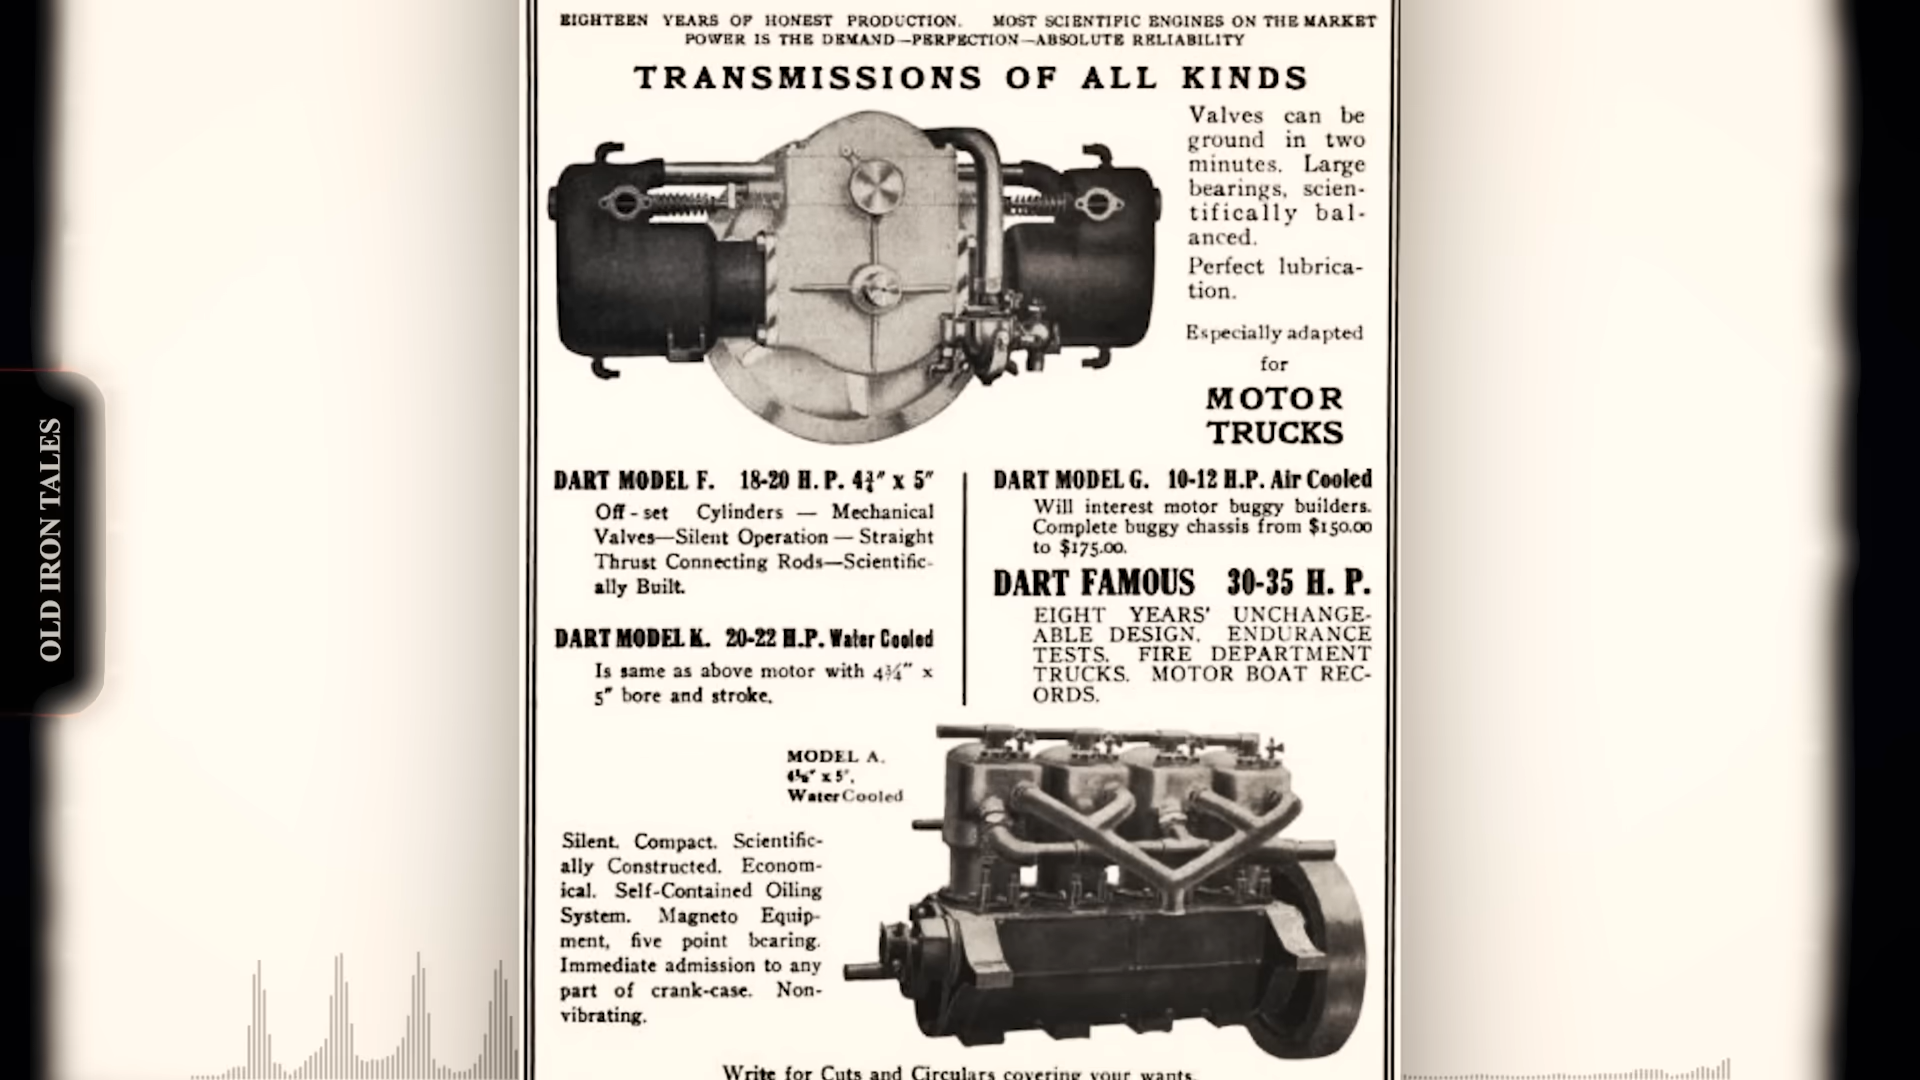 EIGHTEEN YEARS OF HONEST PRODUCTION. MOST SCIENTIFIC ENGINES ON THE MARKET
POWER IS THE DEMAND—PERFECTION—ABSOLUTE RELIABILITY
TRANSMISSIONS OF ALL KINDS
Valves can be
ground in two
minutes. Large
bearings, scien-
tifically bal-
anced.
Perfect lubrica-
tion.
Especially adapted
for
MOTOR
TRUCKS
DART MODEL F. 18-20 H. P. 4¾" x 5"
Off-set Cylinders — Mechanical
Valves—Silent Operation—Straight
Thrust Connecting Rods—Scientific-
ally Built.
DART MODEL K. 20-22 H.P. Water Cooled
Is same as above motor with 4¾" x
5" bore and stroke.
DART MODEL G. 10-12 H.P. Air Cooled
Will interest motor buggy builders.
Complete buggy chassis from $150.00
to $175.00.
DART FAMOUS 30-35 H. P.
EIGHT YEARS' UNCHANGE-
ABLE DESIGN. ENDURANCE
TESTS. FIRE DEPARTMENT
TRUCKS. MOTOR BOAT REC-
ORDS.
MODEL A.
x 5".
Water Cooled
Silent. Compact. Scientific-
ally Constructed. Econom-
ical. Self-Contained Oiling
System. Magneto Equip-
ment, five point bearing.
Immediate admission to any
part of crank-case. Non-
vibrating.
Write for Cuts and Circulars covering your wants.
OLD IRON TALES